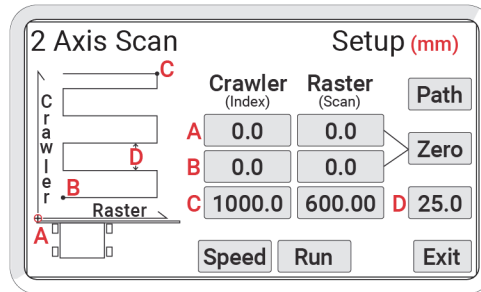 2 Axis Scan
Setup (mm)
C
Crawler
Raster
(Index)
(Scan)
Path
Crawler
A
0.0
0.0
Zero
D
B
0.0
0.0
B
C
1000.0
600.00
D
25.0
Raster
A
Speed
Run
Exit